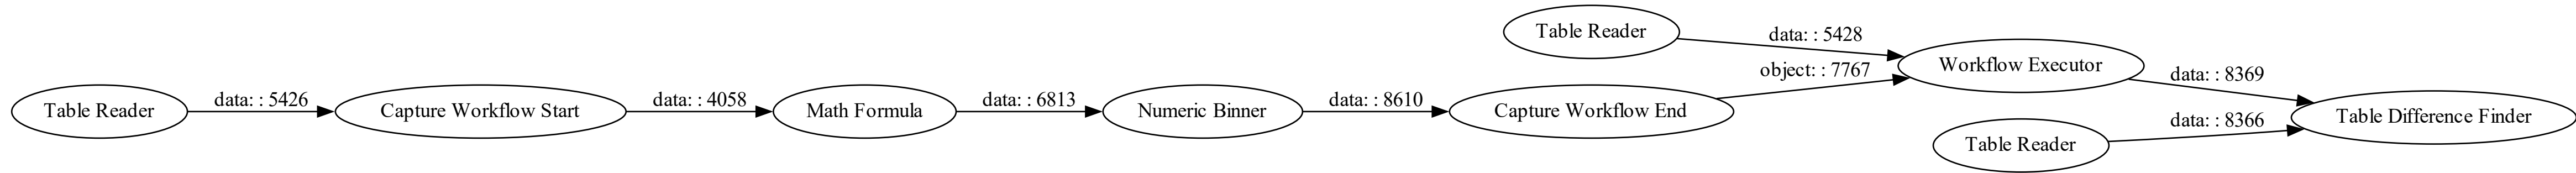 Table Reader
data: : 5428
Table Reader
data: : 5426
Capture Workflow Start
data: : 4058
Math Formula
data: : 6813
Numeric Binner
data: : 8610
Capture Workflow End
object: : 7767
Workflow Executor
data: : 8369
Table Reader
data: : 8366
Table Difference Finder